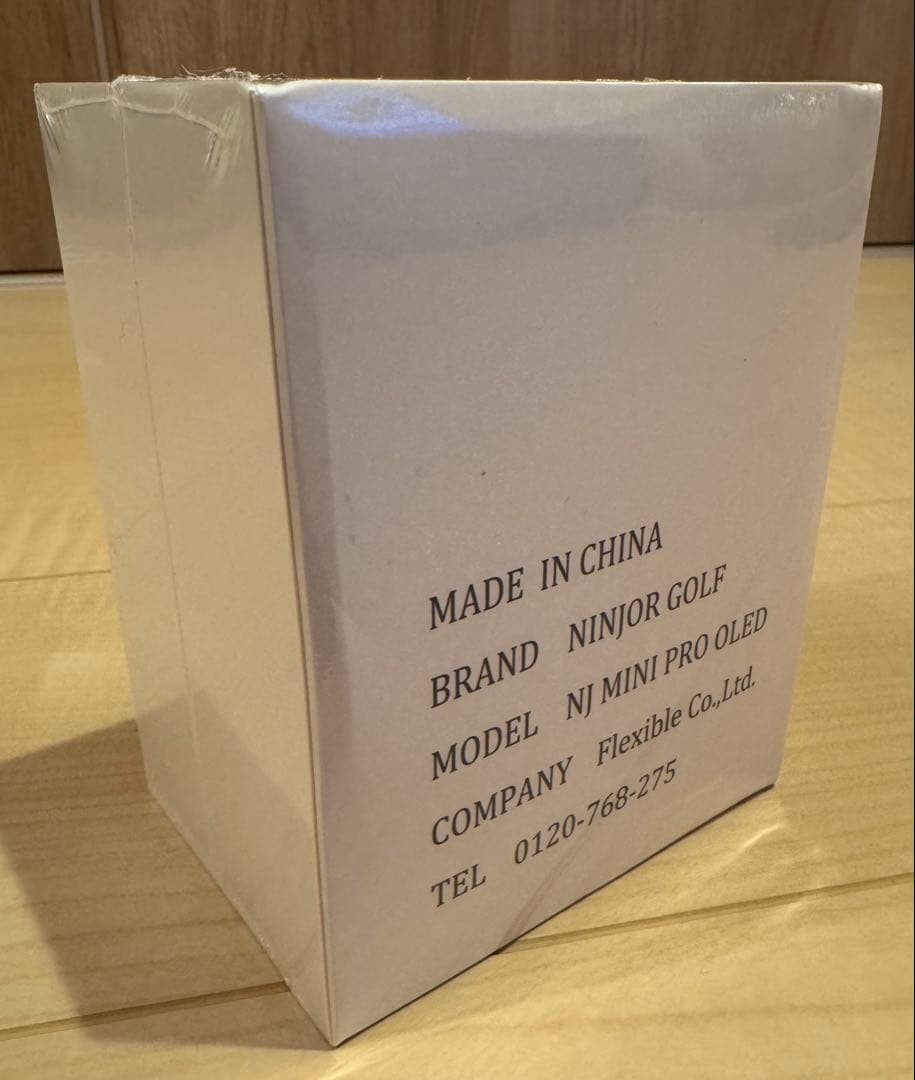 MADE IN CHINA
BRAND NINJOR GOLF
MODEL NJ MINI PRO OLED
COMPANY Flexible Co.,Ltd.
TEL 0120-768-275